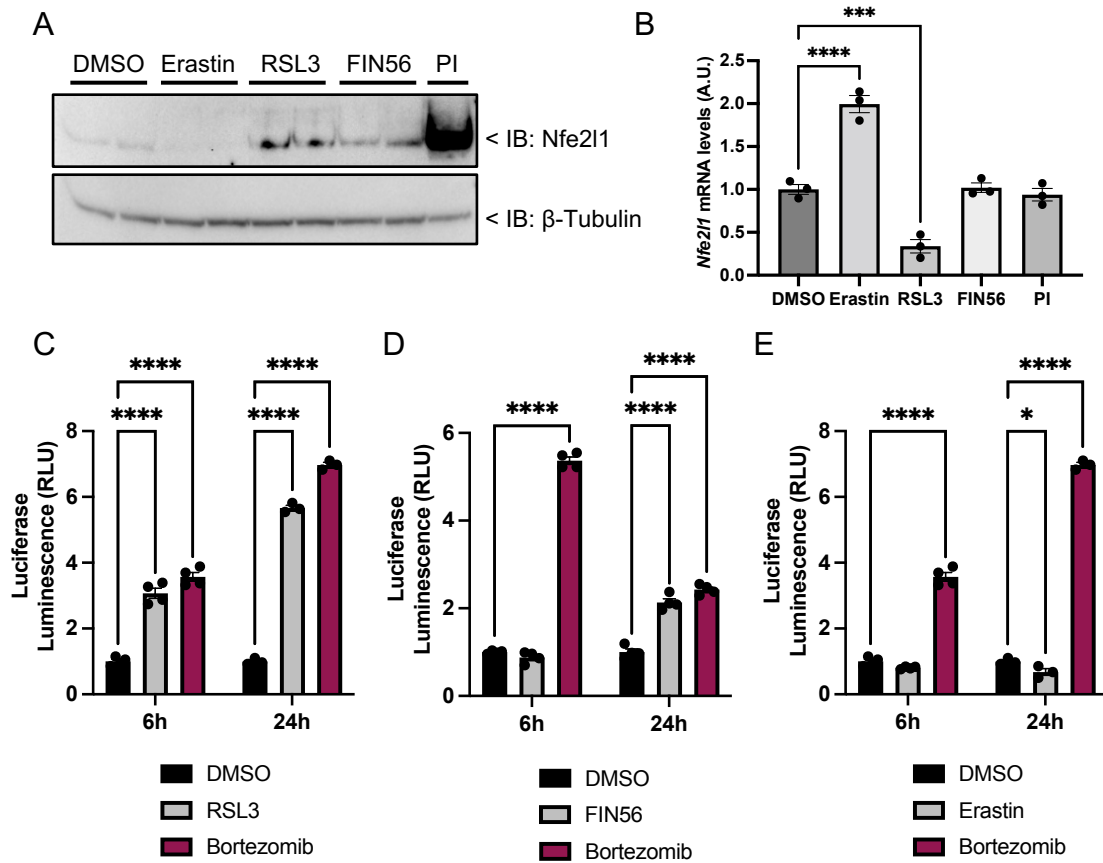 A
DMSO Erastin RSL3 FIN56 PI
< IB: Nfe2l1
< IB: β-Tubulin
B
Nfe2l1 mRNA levels (A.U.)
2.5
2.0
1.5
1.0
0.5
0.0
***
****
DMSO Erastin RSL3 FIN56 PI
C
Luciferase
Luminescence (RLU)
8
6
4
2
0
**** ****
**** ****
6h 24h
DMSO
RSL3
Bortezomib
D
Luciferase
Luminescence (RLU)
6
4
2
0
****
**** ****
6h 24h
DMSO
FIN56
Bortezomib
E
Luciferase
Luminescence (RLU)
8
6
4
2
0
****
**** *
6h 24h
DMSO
Erastin
Bortezomib